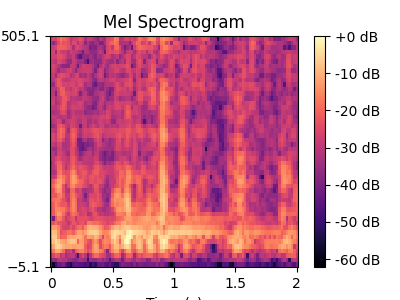 Mel Spectrogram
505.1
−5.1
0
0.5
1
1.5
2
+0 dB
-10 dB
-20 dB
-30 dB
-40 dB
-50 dB
-60 dB